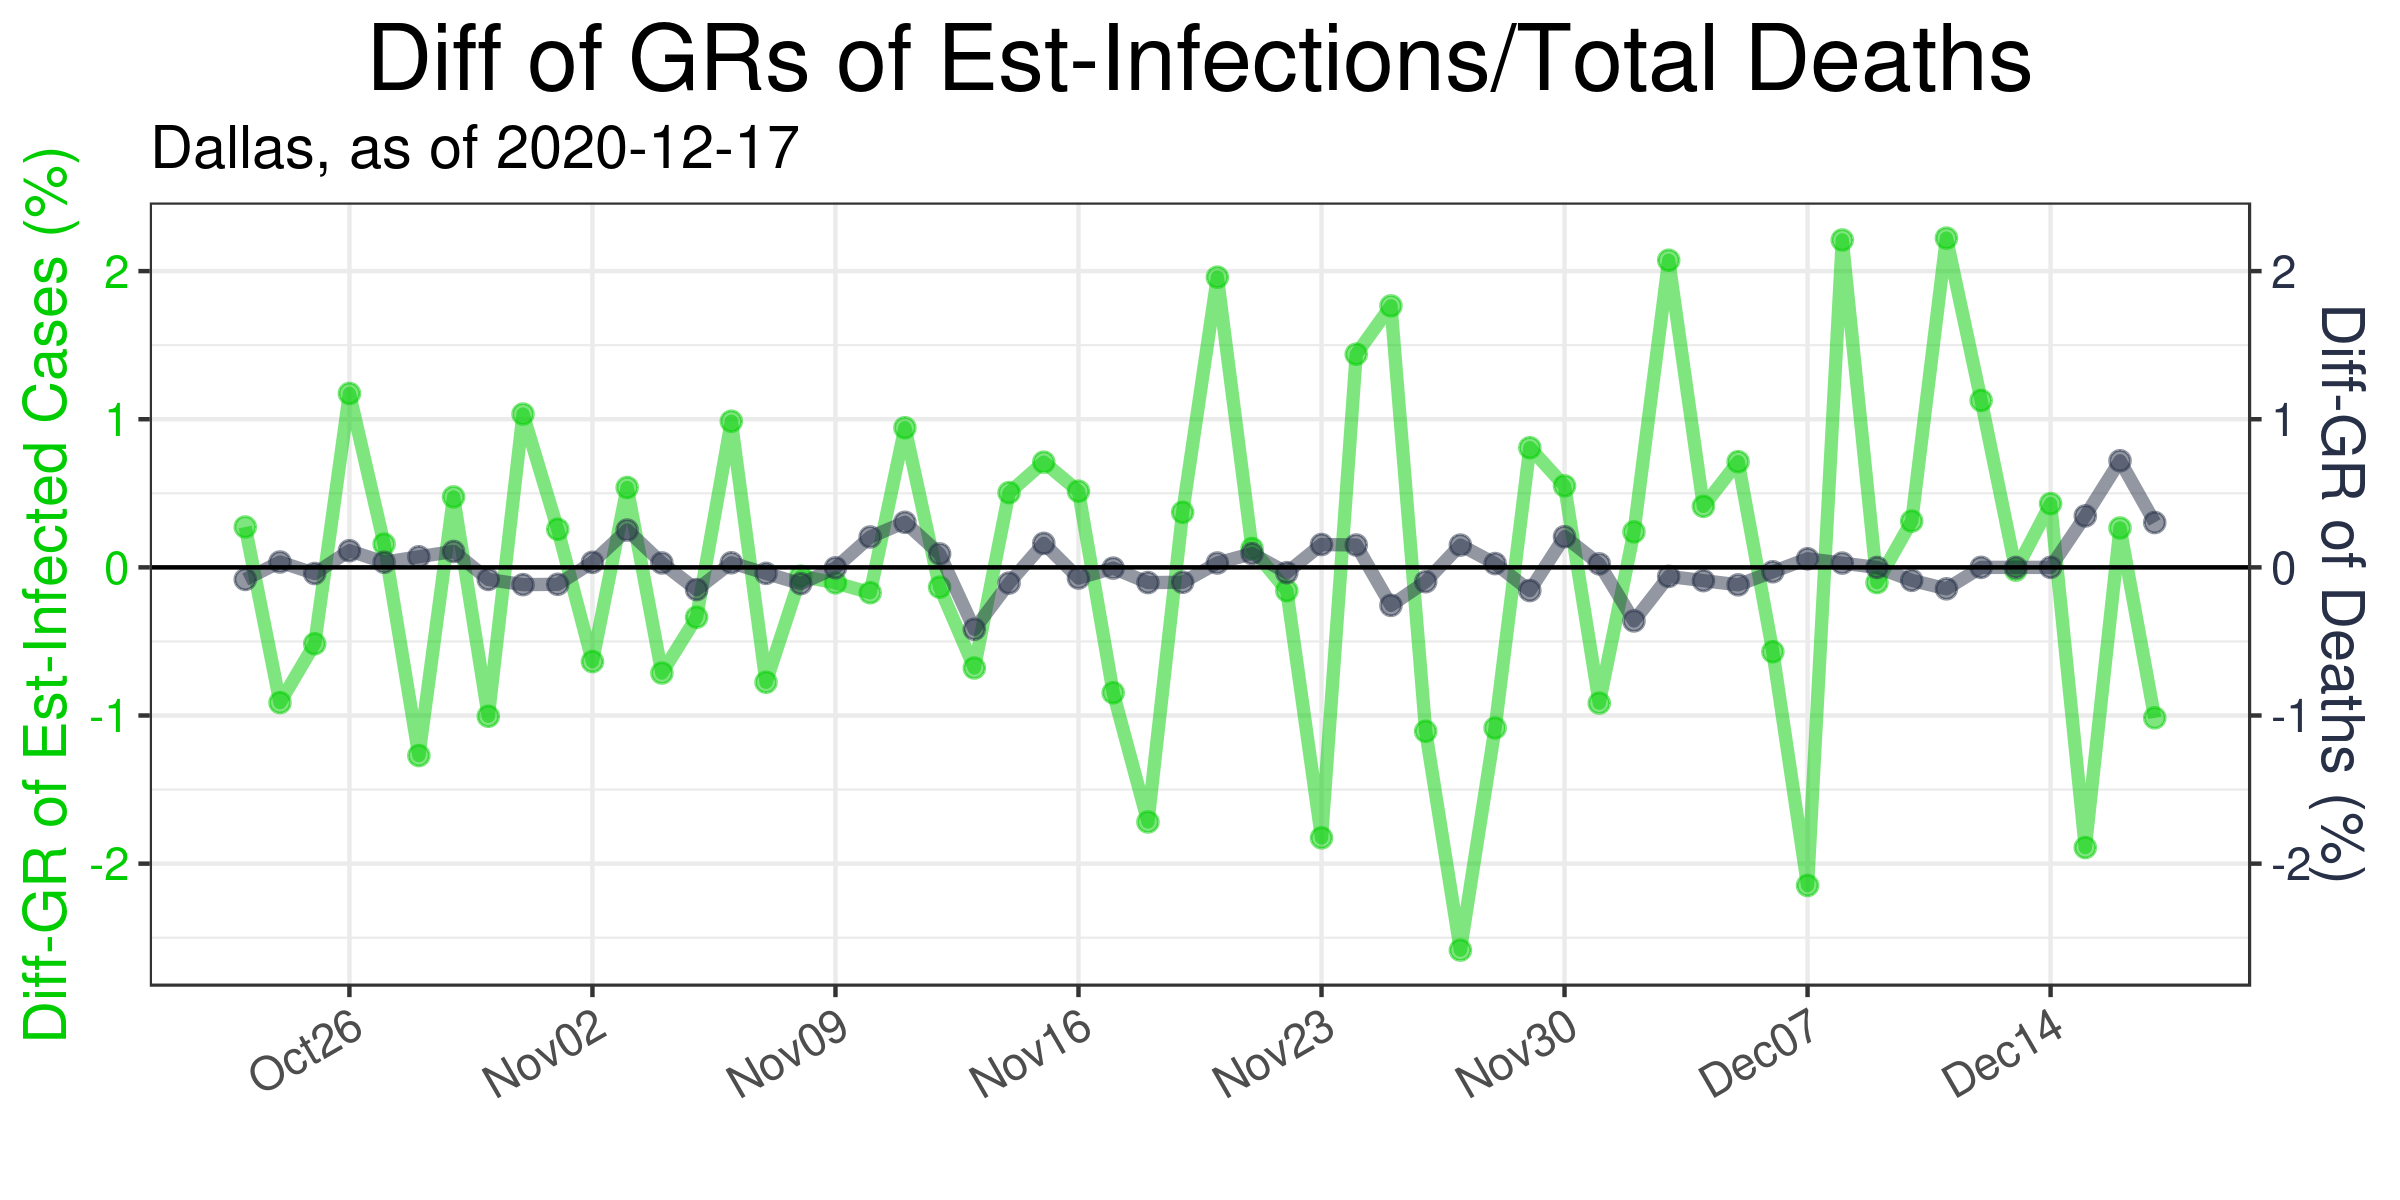 Diff of GRs of Est-Infections/Total Deaths
Dallas, as of 2020-12-17
Diff-GR of Est-Infected Cases (%)
2
1
0
-1
-2
2
1
0
-1
-2
Diff-GR of Deaths (%)
Oct26
Nov02
Nov09
Nov16
Nov23
Nov30
Dec07
Dec14